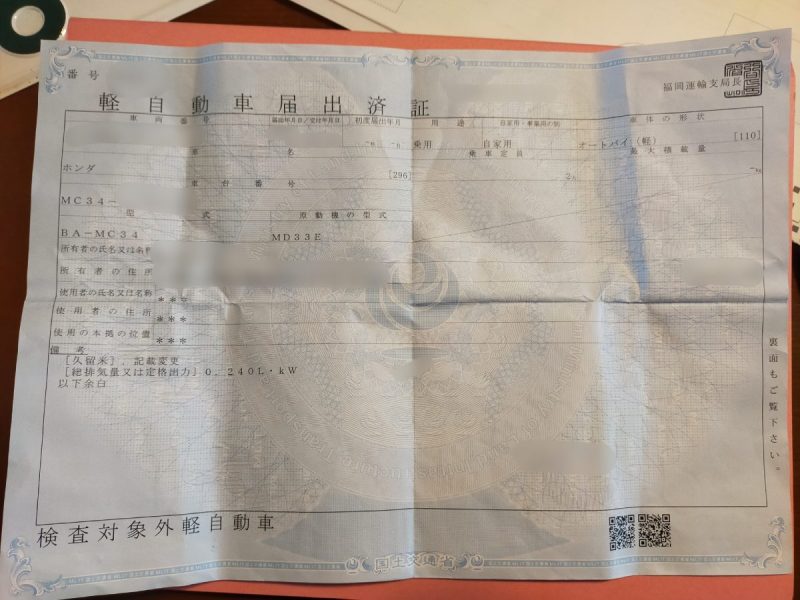 番号
福岡運輸支局長
軽自動車届出済証
車両番号 初度届出年月 用途 自家用・事業用の別 車体の形状
乗用 自家用 オートバイ（軽） [110]
車名 乗車定員 最大積載量
ホンダ [296] 2人
車台番号
MC34－
型式 原動機の型式
BA－MC34 MD33E
所有者の氏名又は名称
所有者の住所
使用者の氏名又は名称 ＊＊＊
使用者の住所 ＊＊＊
使用の本拠の位置 ＊＊＊
備考
[久留米]，記載変更
[総排気量又は定格出力] 0．240L・kW
以下余白
裏面もご覧下さい。
検査対象外軽自動車
国土交通省